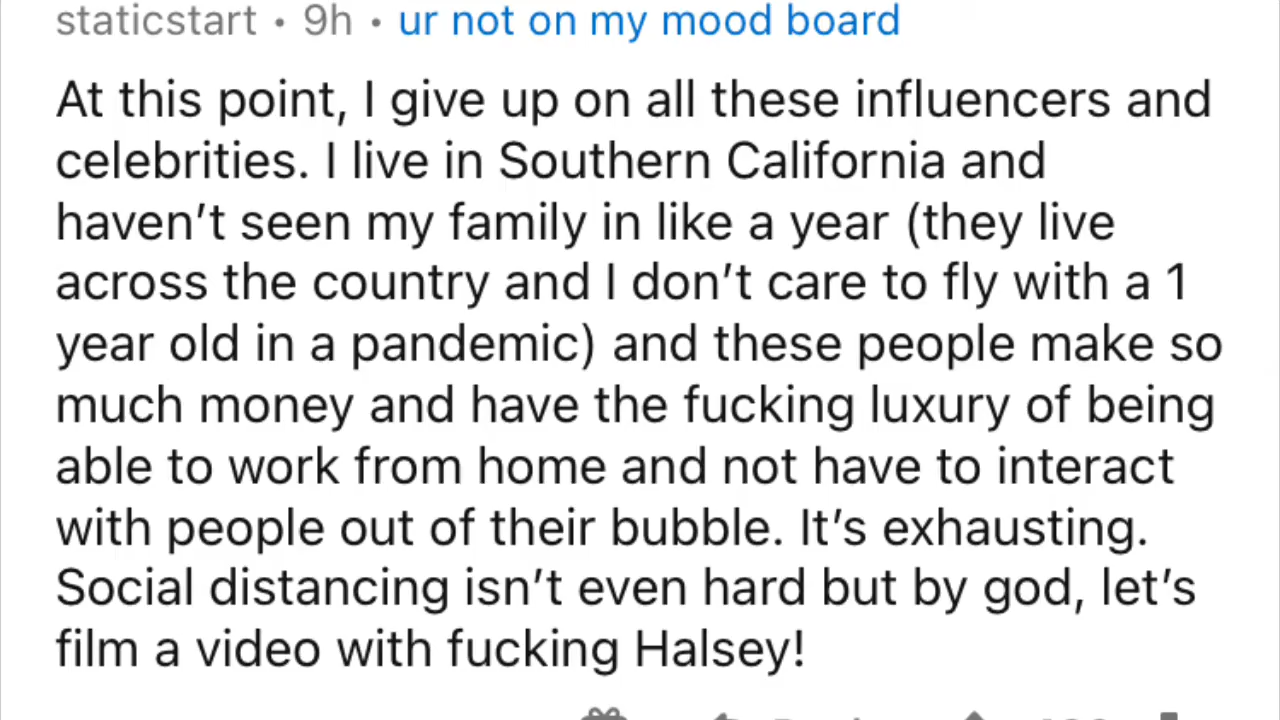 staticstart • 9h • ur not on my mood board
At this point, I give up on all these influencers and
celebrities. I live in Southern California and
haven’t seen my family in like a year (they live
across the country and I don’t care to fly with a 1
year old in a pandemic) and these people make so
much money and have the fucking luxury of being
able to work from home and not have to interact
with people out of their bubble. It’s exhausting.
Social distancing isn’t even hard but by god, let’s
film a video with fucking Halsey!